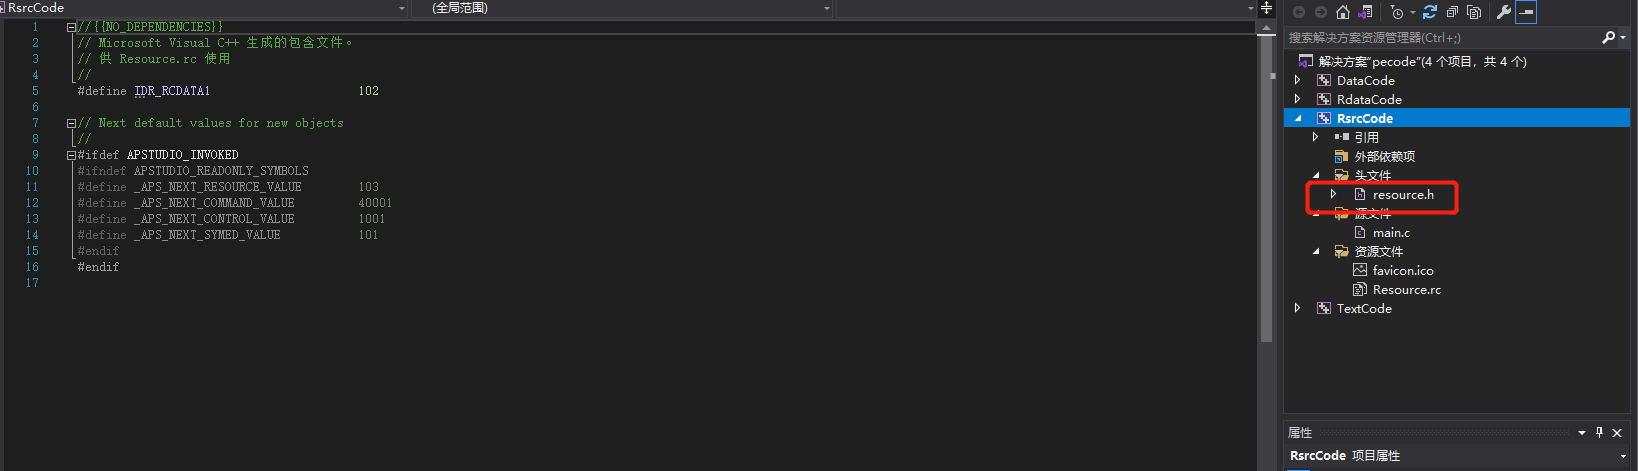 RsrcCode
(全局范围)
1 //{{NO_DEPENDENCIES}}
2 // Microsoft Visual C++ 生成的包含文件。
3 // 供 Resource.rc 使用
4 //
5 #define IDR_RCDATA1 102
6
7 // Next default values for new objects
8 //
9 #ifdef APSTUDIO_INVOKED
10 #ifndef APSTUDIO_READONLY_SYMBOLS
11 #define _APS_NEXT_RESOURCE_VALUE 103
12 #define _APS_NEXT_COMMAND_VALUE 40001
13 #define _APS_NEXT_CONTROL_VALUE 1001
14 #define _APS_NEXT_SYMED_VALUE 101
15 #endif
16 #endif
17
搜索解决方案资源管理器(Ctrl+;)
解决方案"pecode"(4 个项目，共 4 个)
DataCode
RdataCode
RsrcCode
引用
外部依赖项
头文件
resource.h
源文件
main.c
资源文件
favicon.ico
Resource.rc
TextCode
属性
RsrcCode 项目属性